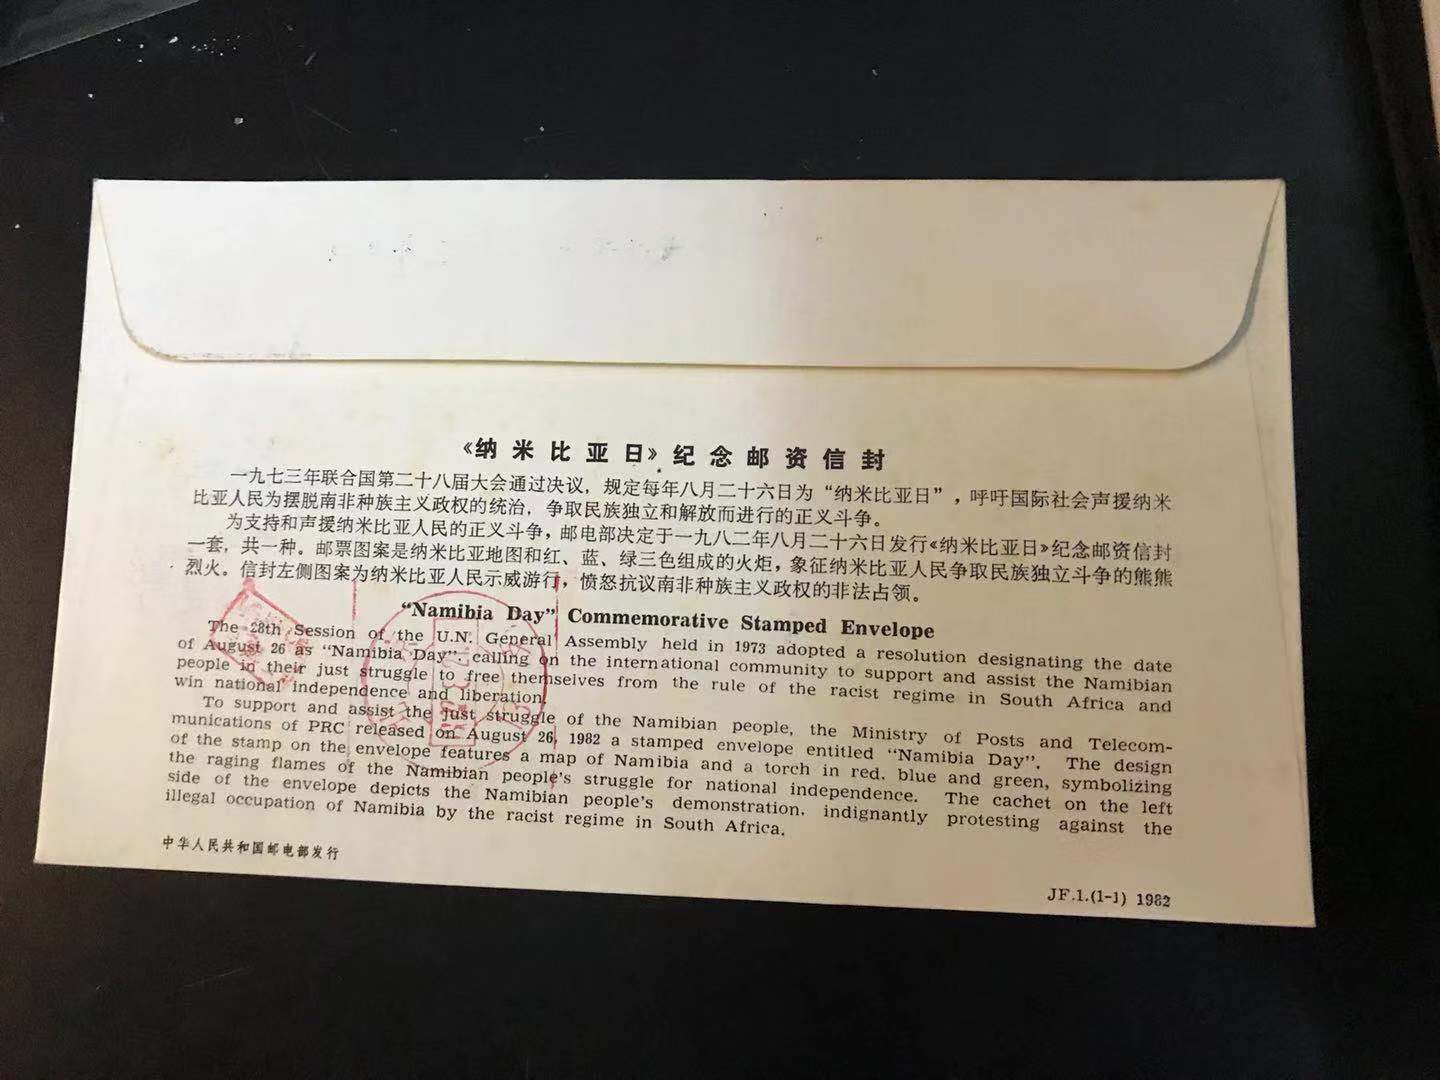 《纳米比亚日》纪念邮资信封
一九七三年联合国第二十八届大会通过决议，规定每年八月二十六日为“纳米比亚日”，呼吁国际社会声援纳米
比亚人民为摆脱南非种族主义政权的统治，争取民族独立和解放而进行的正义斗争。
为支持和声援纳米比亚人民的正义斗争，邮电部决定于一九八二年八月二十六日发行《纳米比亚日》纪念邮资信封
一套，共一种。邮票图案是纳米比亚地图和红、蓝、绿三色组成的火炬，象征纳米比亚人民争取民族独立斗争的熊熊
烈火。信封左侧图案为纳米比亚人民示威游行，愤怒抗议南非种族主义政权的非法占领。
“Namibia Day” Commemorative Stamped Envelope
The 28th Session of the U.N. General Assembly held in 1973 adopted a resolution designating the date
of August 26 as “Namibia Day” calling on the international community to support and assist the Namibian
people in their just struggle to free themselves from the rule of the racist regime in South Africa and
win national independence and liberation.
To support and assist the just struggle of the Namibian people, the Ministry of Posts and Telecom-
munications of PRC released on August 26, 1982 a stamped envelope entitled “Namibia Day”. The design
of the stamp on the envelope features a map of Namibia and a torch in red, blue and green, symbolizing
the raging flames of the Namibian people's struggle for national independence. The cachet on the left
side of the envelope depicts the Namibian people's demonstration, indignantly protesting against the
illegal occupation of Namibia by the racist regime in South Africa.
中华人民共和国邮电部发行
JF.1.(1-1) 1982